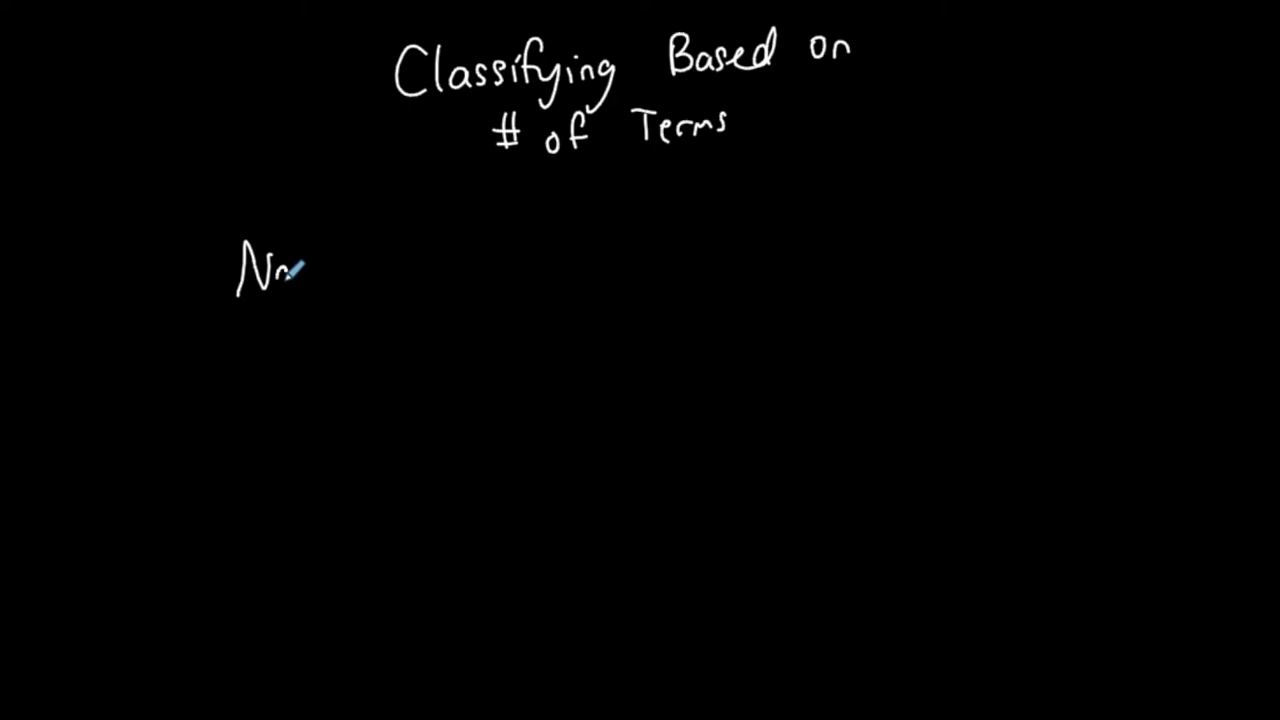 Classifying Based on
# of Terms